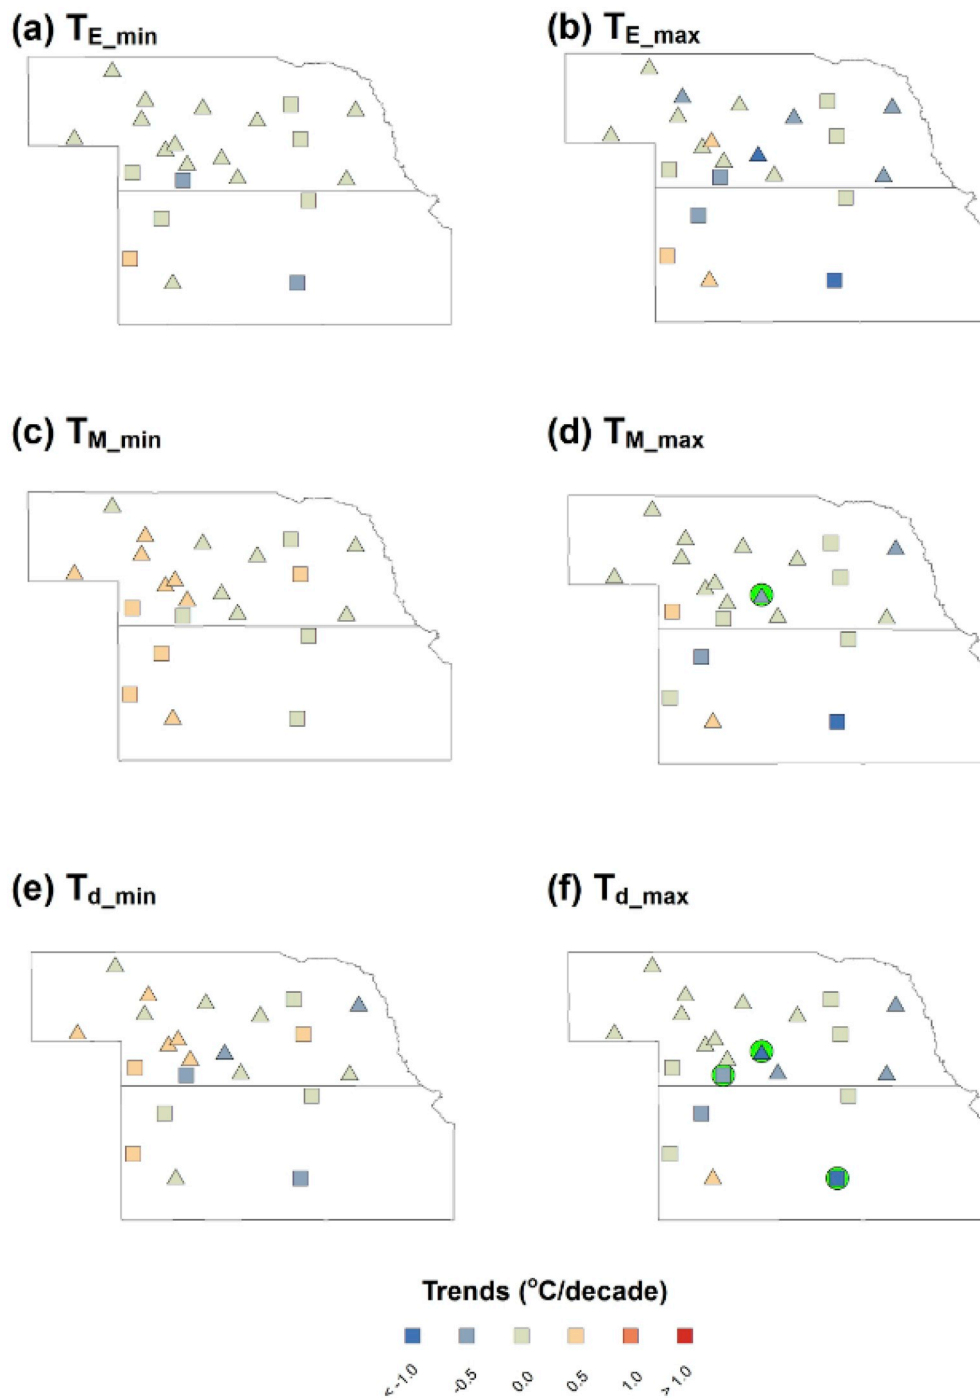 (a) TE_min
(b) TE_max
(c) TM_min
(d) TM_max
(e) Td_min
(f) Td_max
Trends (°C/decade)
< -1.0 -0.5 0.0 0.5 1.0 > 1.0